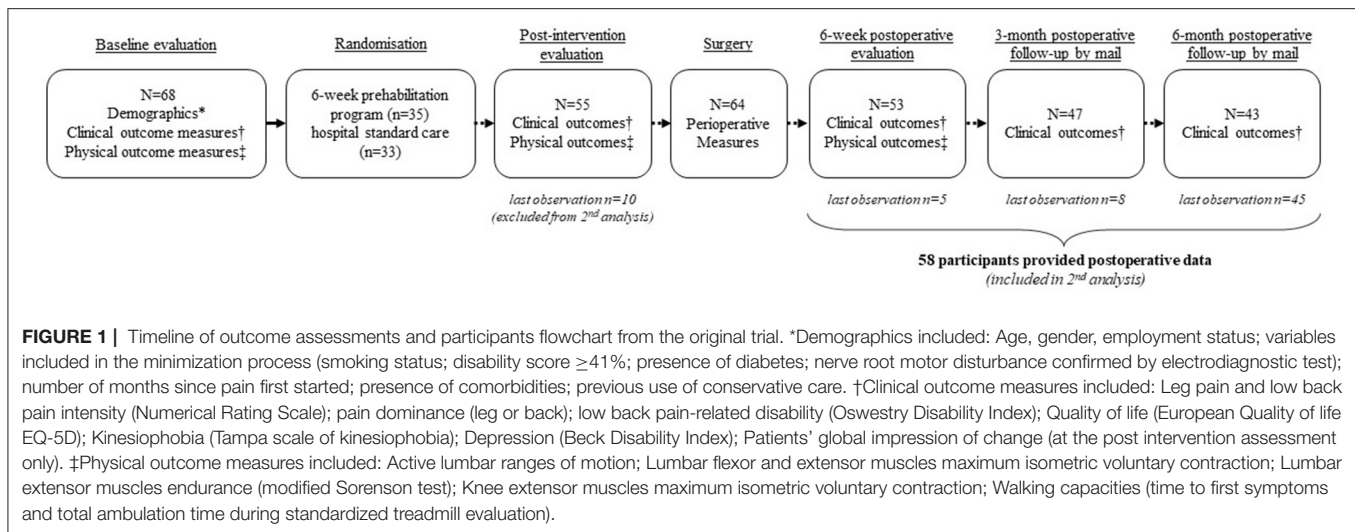 Baseline evaluation
Randomisation
Post-intervention
evaluation
Surgery
6-week postoperative
evaluation
3-month postoperative
follow-up by mail
6-month postoperative
follow-up by mail
N=68
Demographics*
Clinical outcome measures†
Physical outcome measures‡
6-week prehabilitation
program (n=35)
hospital standard care
(n=33)
N=55
Clinical outcomes†
Physical outcomes‡
N=64
Perioperative
Measures
N=53
Clinical outcomes†
Physical outcomes‡
N=47
Clinical outcomes†
N=43
Clinical outcomes†
last observation n=10
(excluded from 2nd analysis)
last observation n=5
last observation n=8
last observation n=45
58 participants provided postoperative data
(included in 2nd analysis)
FIGURE 1 | Timeline of outcome assessments and participants flowchart from the original trial. *Demographics included: Age, gender, employment status; variables
included in the minimization process (smoking status; disability score ≥41%; presence of diabetes; nerve root motor disturbance confirmed by electrodiagnostic test);
number of months since pain first started; presence of comorbidities; previous use of conservative care. †Clinical outcome measures included: Leg pain and low back
pain intensity (Numerical Rating Scale); pain dominance (leg or back); low back pain-related disability (Oswestry Disability Index); Quality of life (European Quality of life
EQ-5D); Kinesiophobia (Tampa scale of kinesiophobia); Depression (Beck Disability Index); Patients' global impression of change (at the post intervention assessment
only). ‡Physical outcome measures included: Active lumbar ranges of motion; Lumbar flexor and extensor muscles maximum isometric voluntary contraction; Lumbar
extensor muscles endurance (modified Sorenson test); Knee extensor muscles maximum isometric voluntary contraction; Walking capacities (time to first symptoms
and total ambulation time during standardized treadmill evaluation).